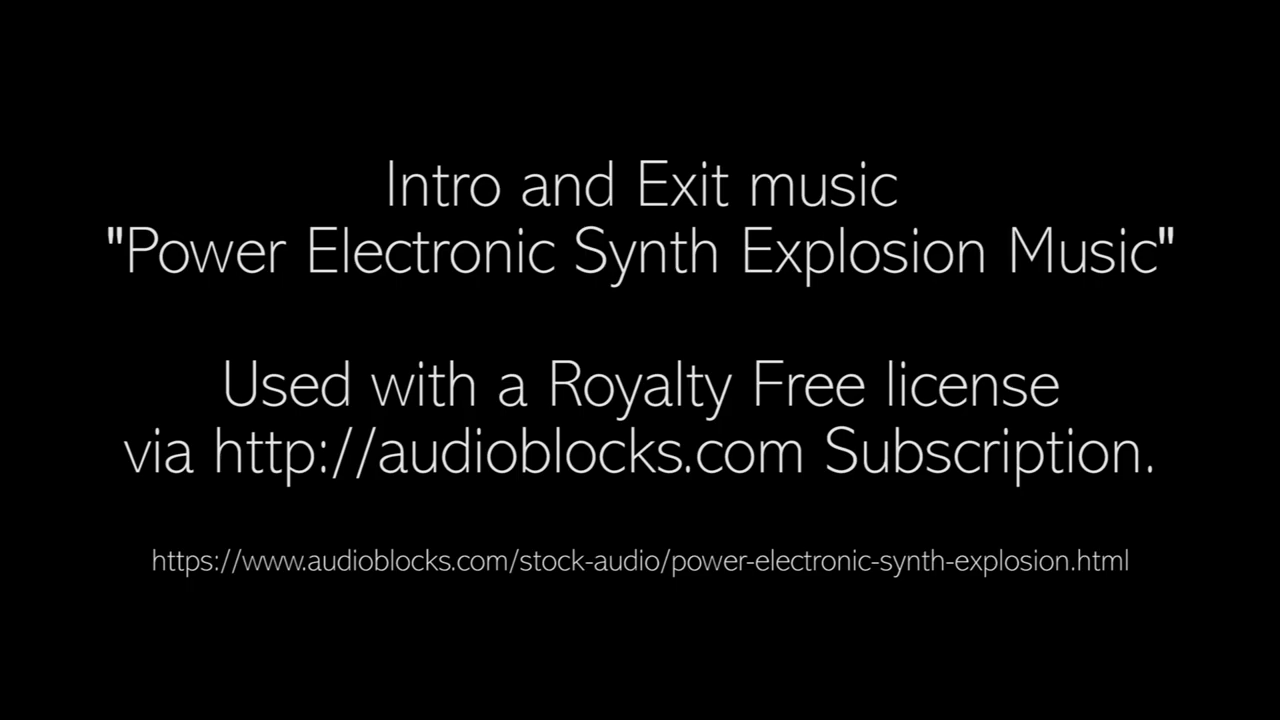 Intro and Exit music
"Power Electronic Synth Explosion Music"
Used with a Royalty Free license
via http://audioblocks.com Subscription.
https://www.audioblocks.com/stock-audio/power-electronic-synth-explosion.html